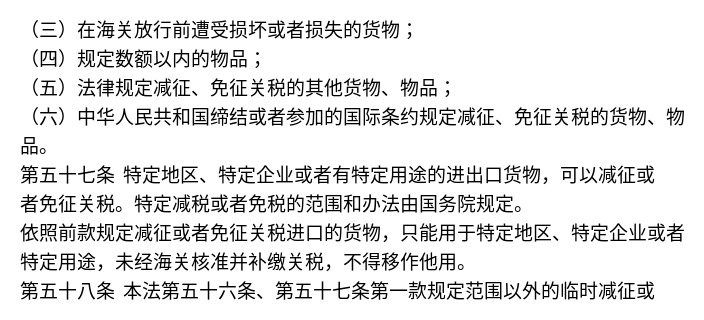 （三）在海关放行前遭受损坏或者损失的货物；
（四）规定数额以内的物品；
（五）法律规定减征、免征关税的其他货物、物品；
（六）中华人民共和国缔结或者参加的国际条约规定减征、免征关税的货物、物
品。
第五十七条 特定地区、特定企业或者有特定用途的进出口货物，可以减征或
者免征关税。特定减税或者免税的范围和办法由国务院规定。
依照前款规定减征或者免征关税进口的货物，只能用于特定地区、特定企业或者
特定用途，未经海关核准并补缴关税，不得移作他用。
第五十八条 本法第五十六条、第五十七条第一款规定范围以外的临时减征或